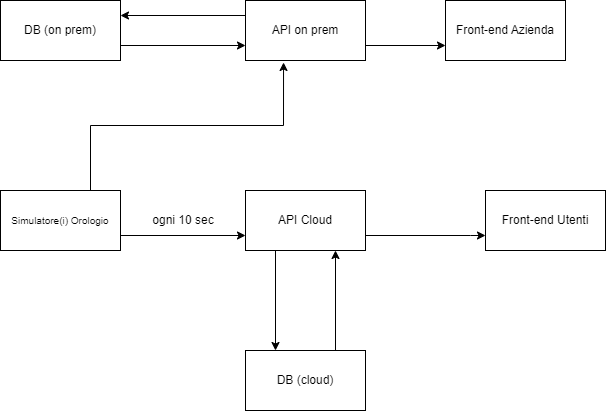 DB (on prem)
API on prem
Front-end Azienda
Simulatore(i) Orologio
ogni 10 sec
API Cloud
Front-end Utenti
DB (cloud)